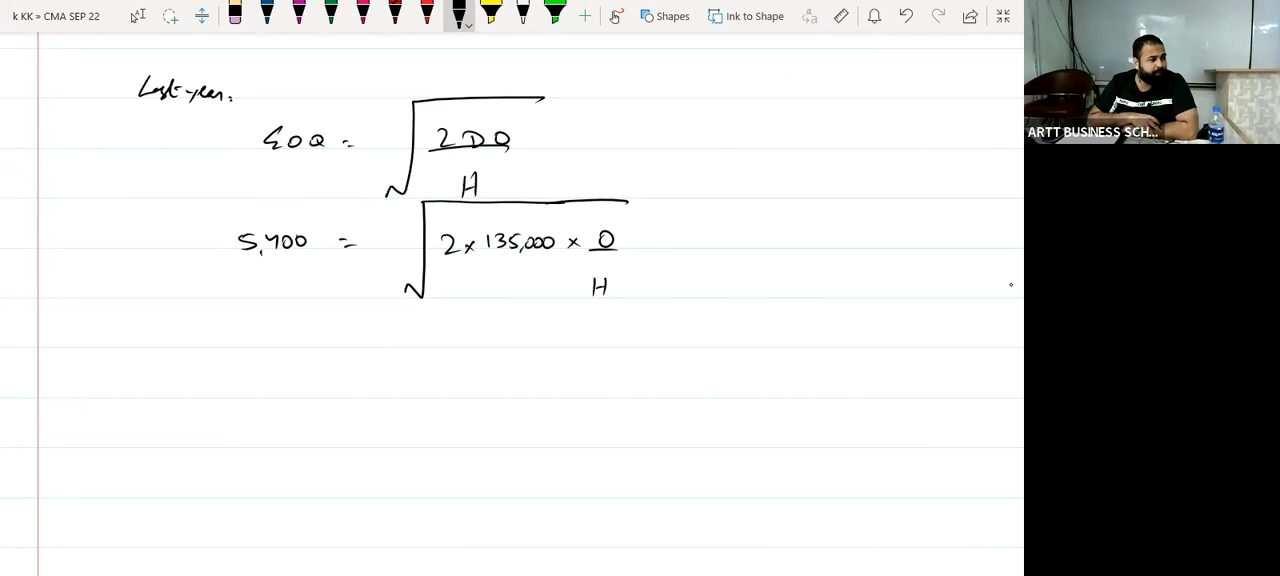 k KK » CMA SEP 22
Shapes
Ink to Shape
ARTT BUSINESS SCH...
Last year:
EOQ = √ 2DO
H
5,400 = √ 2 × 135,000 × O
H